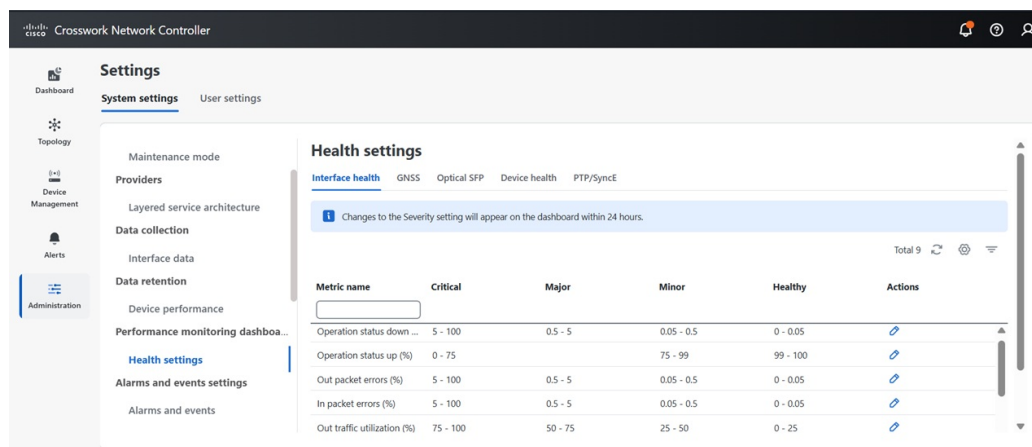 cisco Crosswork Network Controller
Dashboard
Topology
Device
Management
Alerts
Administration
Settings
System settings User settings
Maintenance mode
Providers
Layered service architecture
Data collection
Interface data
Data retention
Device performance
Performance monitoring dashboa...
Health settings
Alarms and events settings
Alarms and events
Health settings
Interface health GNSS Optical SFP Device health PTP/SyncE
Changes to the Severity setting will appear on the dashboard within 24 hours.
Total 9
Metric name Critical Major Minor Healthy Actions
Operation status down ... 5 - 100 0.5 - 5 0.05 - 0.5 0 - 0.05
Operation status up (%) 0 - 75 75 - 99 99 - 100
Out packet errors (%) 5 - 100 0.5 - 5 0.05 - 0.5 0 - 0.05
In packet errors (%) 5 - 100 0.5 - 5 0.05 - 0.5 0 - 0.05
Out traffic utilization (%) 75 - 100 50 - 75 25 - 50 0 - 25